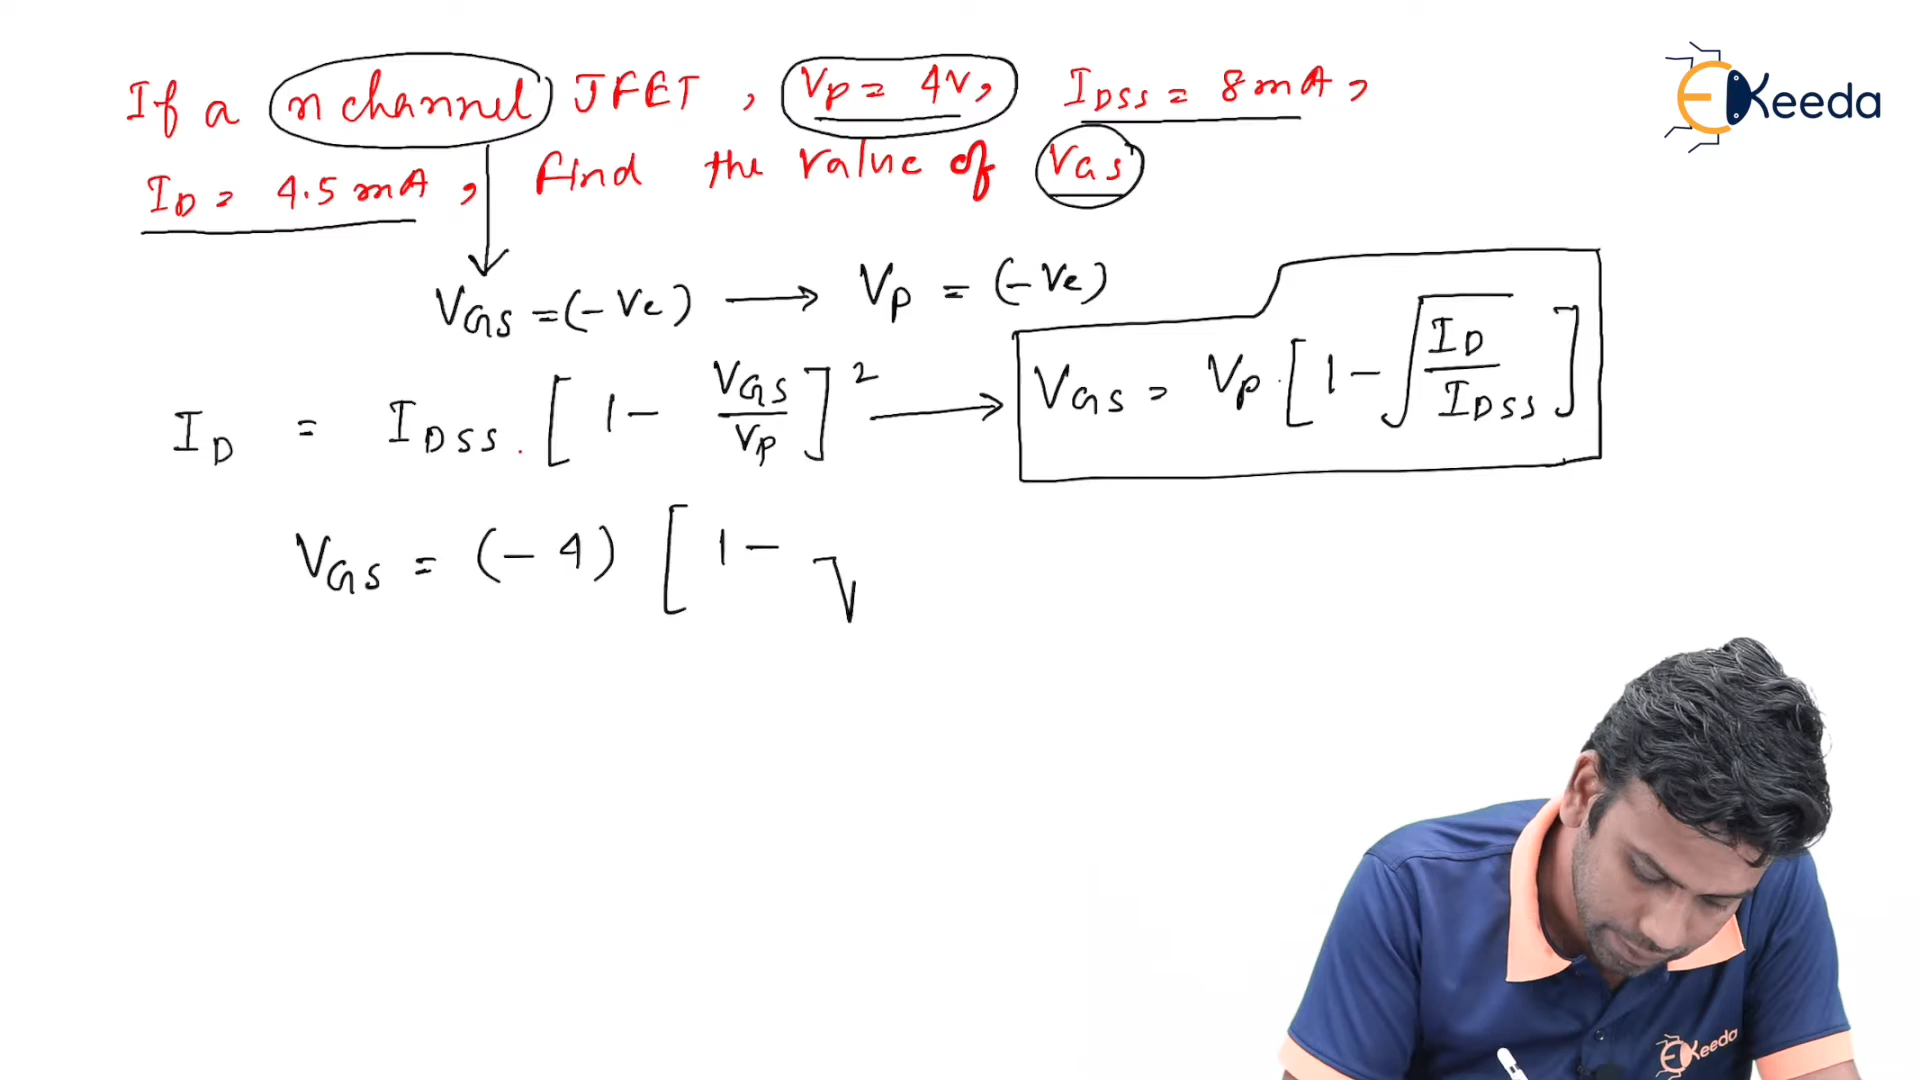 If a n channel JFET, Vp = 4V, IDSS = 8mA,
ID = 4.5mA, find the value of VGS
VGS = (-Ve) → Vp = (-Ve)
ID = IDSS. [1 - VGS/Vp]² → VGS = Vp. [1 - √(ID/IDSS)]
VGS = (-4) [1 - √
EKeeda
EKeeda